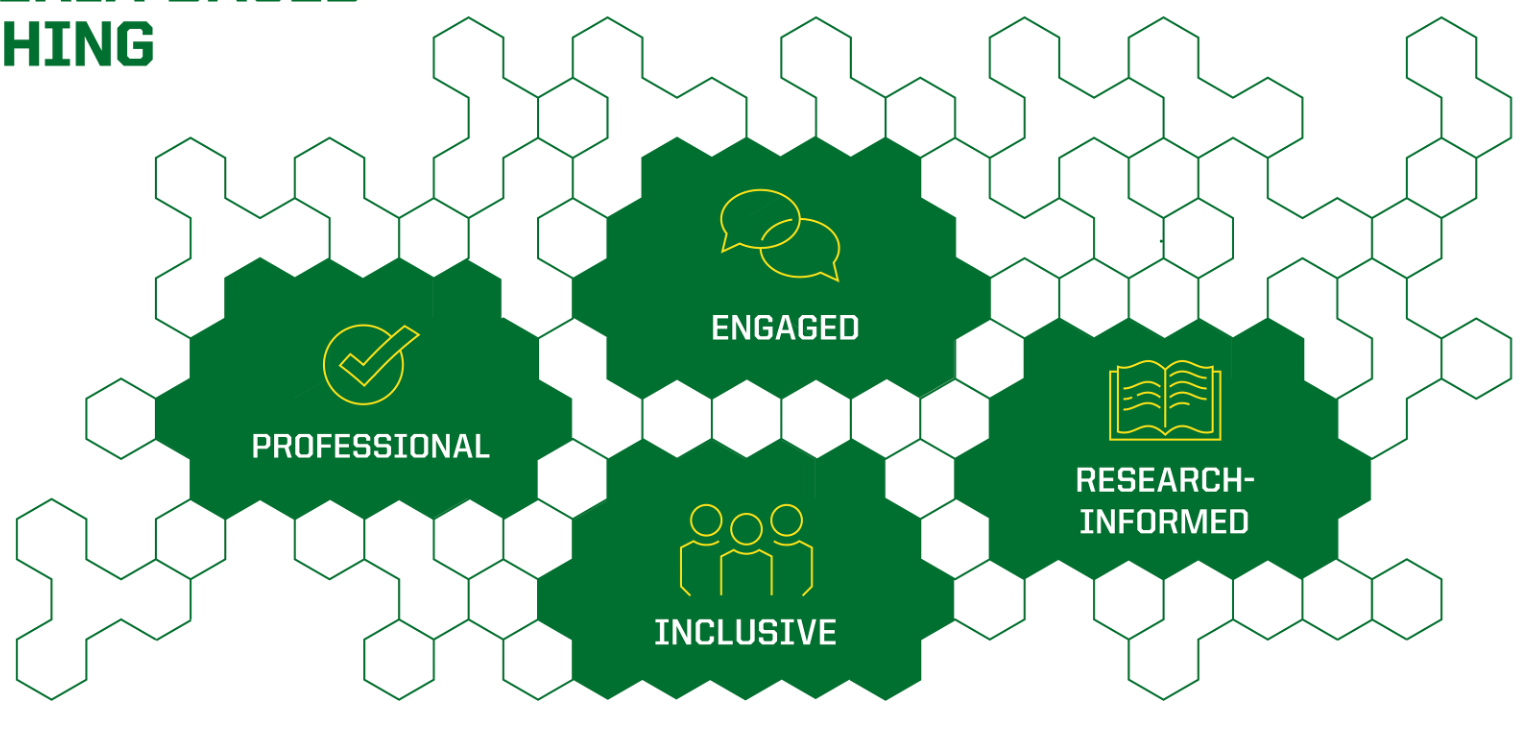 HING
ENGAGED
PROFESSIONAL
RESEARCH-
INFORMED
INCLUSIVE